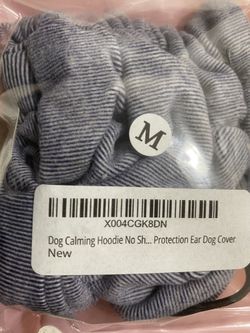 M
X004CGK8DN
Dog Calming Hoodie No Sh... Protection Ear Dog Cover
New